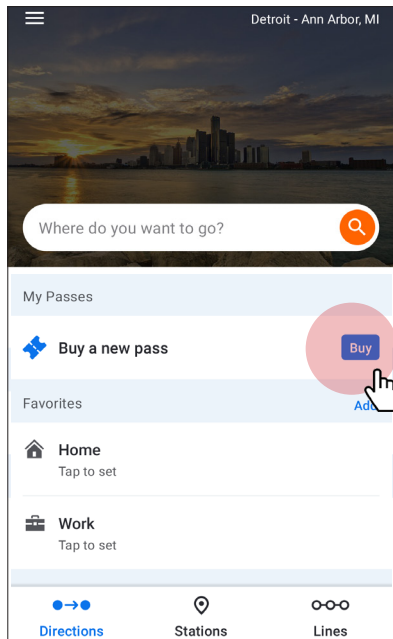 Detroit - Ann Arbor, MI
Where do you want to go?
My Passes
Buy a new pass
Buy
Favorites
Add
Home
Tap to set
Work
Tap to set
Directions
Stations
Lines